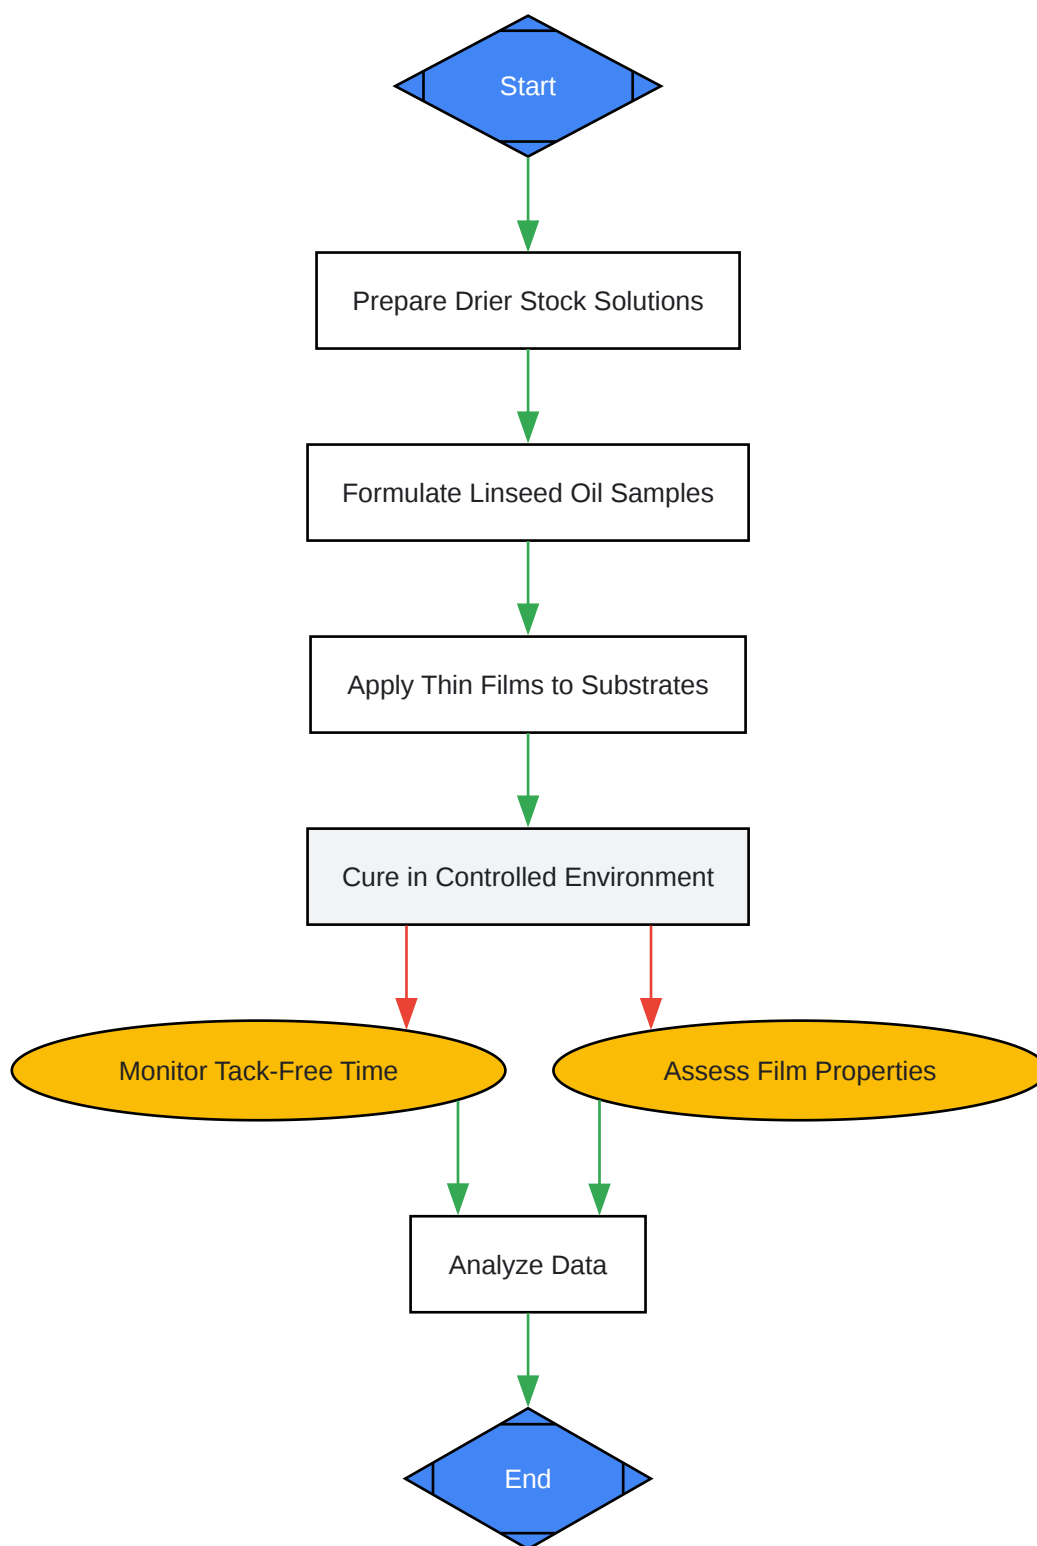 Start
Prepare Drier Stock Solutions
Formulate Linseed Oil Samples
Apply Thin Films to Substrates
Cure in Controlled Environment
Monitor Tack-Free Time
Assess Film Properties
Analyze Data
End